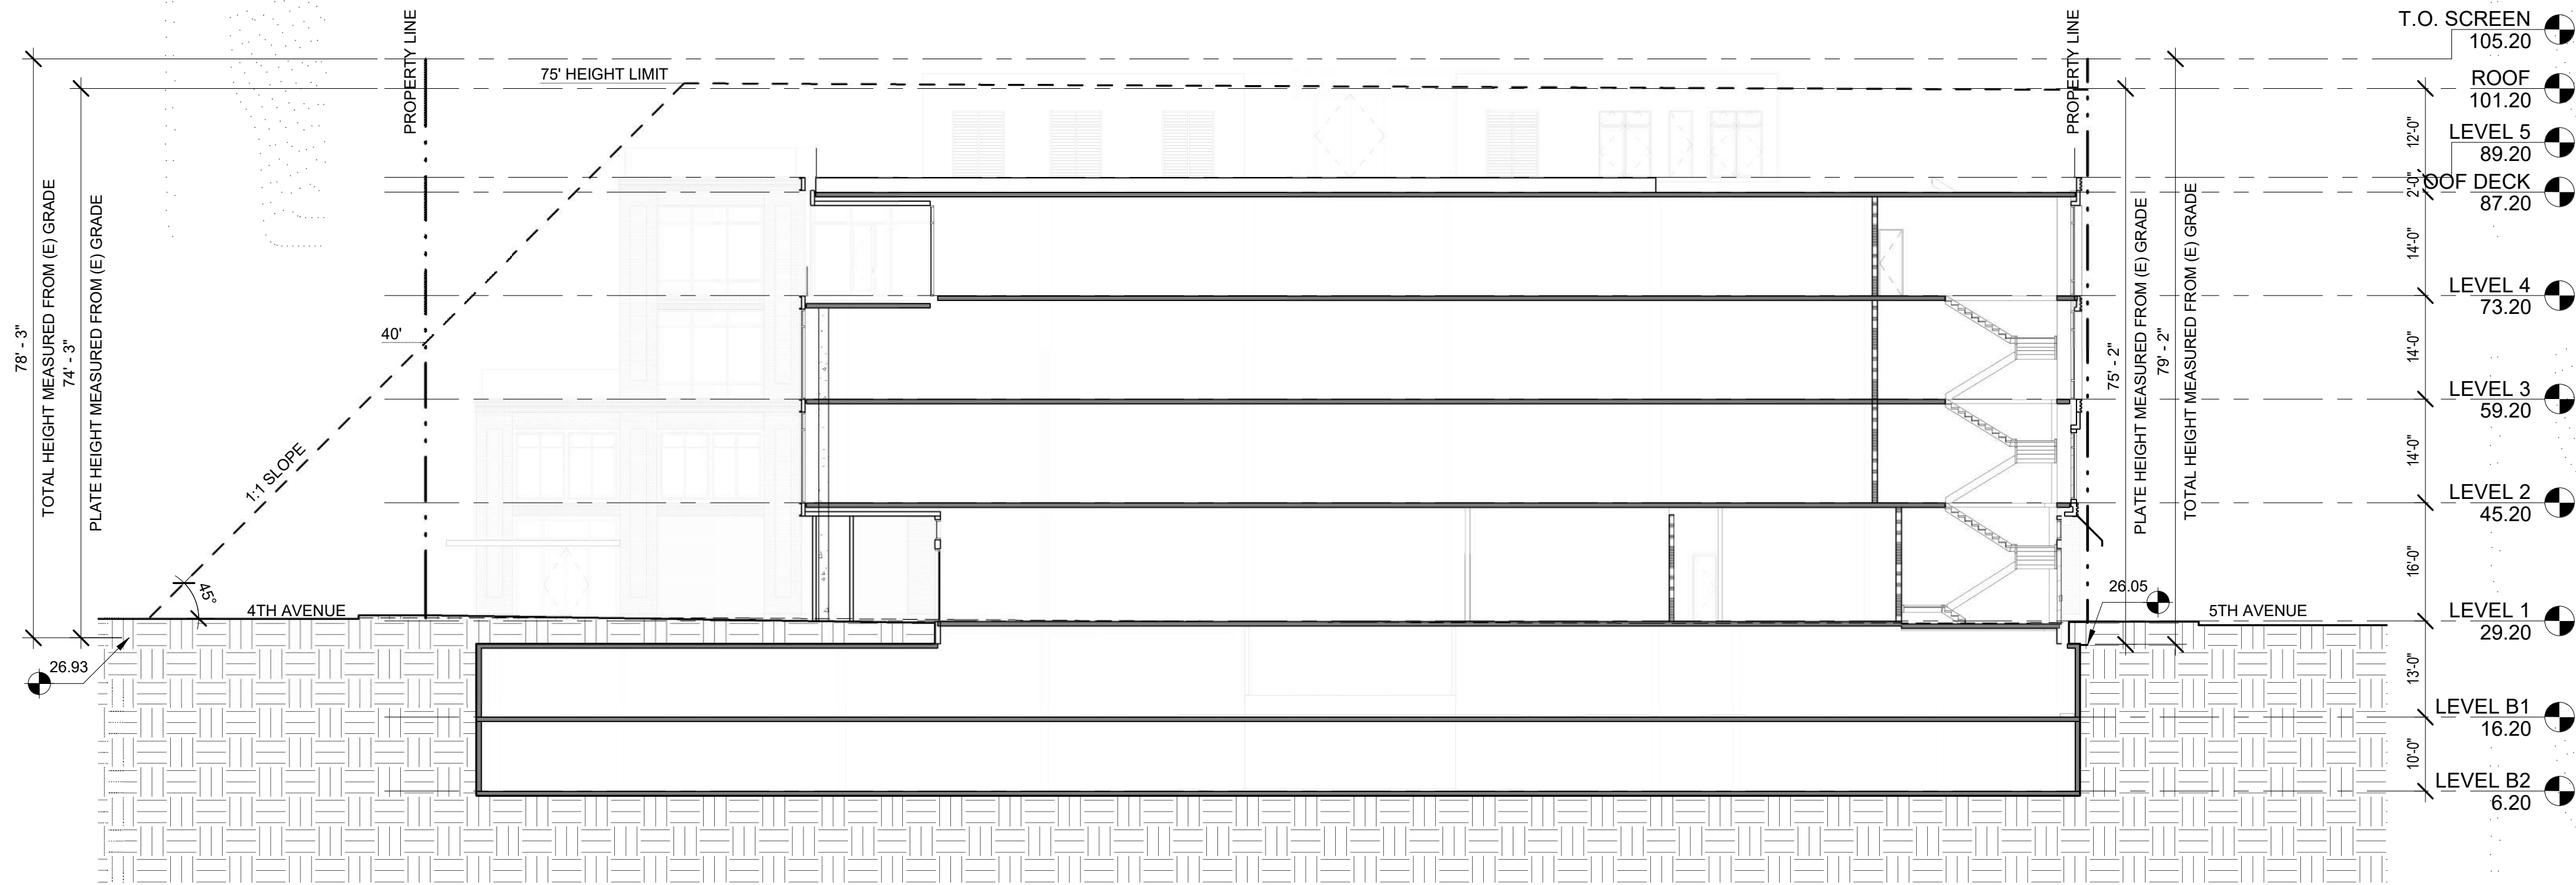 PROPERTY LINE
PROPERTY LINE
T.O. SCREEN
105.20
75' HEIGHT LIMIT
ROOF
101.20
12'-0"
LEVEL 5
89.20
2'-0"
OOF DECK
87.20
TOTAL HEIGHT MEASURED FROM (E) GRADE
78' - 3"
PLATE HEIGHT MEASURED FROM (E) GRADE
74' - 3"
75' - 2"
PLATE HEIGHT MEASURED FROM (E) GRADE
79' - 2"
TOTAL HEIGHT MEASURED FROM (E) GRADE
14'-0"
LEVEL 4
73.20
40'
14'-0"
LEVEL 3
59.20
1:1 SLOPE
14'-0"
LEVEL 2
45.20
16'-0"
45°
4TH AVENUE
26.05
5TH AVENUE
LEVEL 1
29.20
26.93
13'-0"
LEVEL B1
16.20
10'-0"
LEVEL B2
6.20